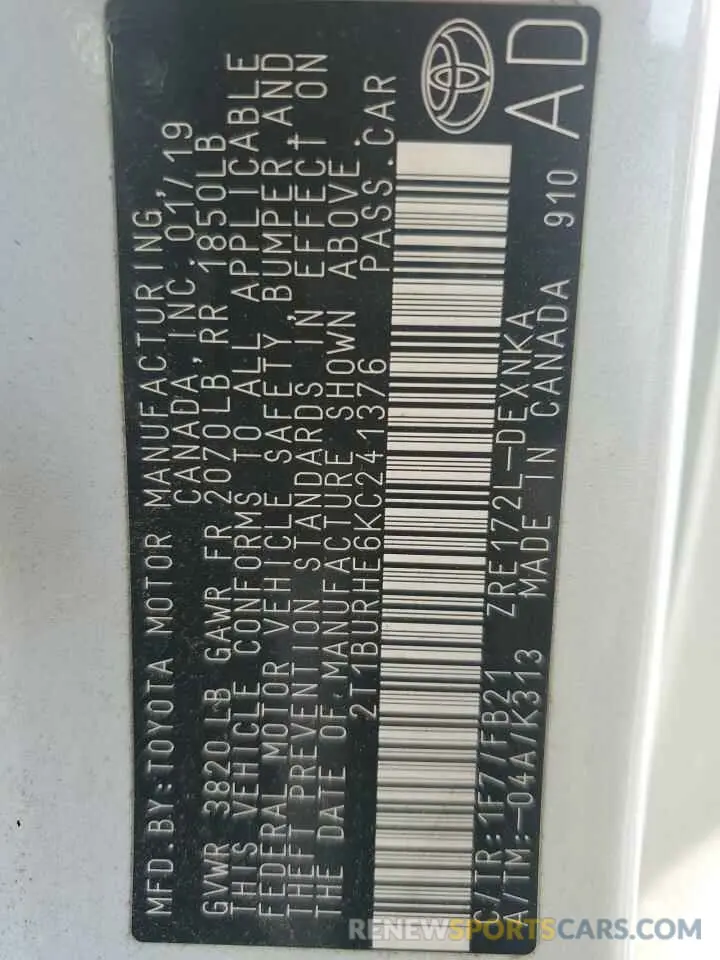 MFD.BY:TOYOTA MOTOR MANUFACTURING,
CANADA, INC. 01/19
GVWR 3820LB GAWR FR 2070LB, RR 1850LB
THIS VEHICLE CONFORMS TO ALL APPLICABLE
FEDERAL MOTOR VEHICLE SAFETY, BUMPER, AND
THEFT PREVENTION STANDARDS IN EFFECT ON
THE DATE OF MANUFACTURE SHOWN ABOVE.
2T1BURHE6KC241376 PASS.CAR
C/TR:1F7/FB21 ZRE172L-DEXNKA
A/TM:-04A/K313 MADE IN CANADA 910
AD
RENEWSPORTSCARS.COM